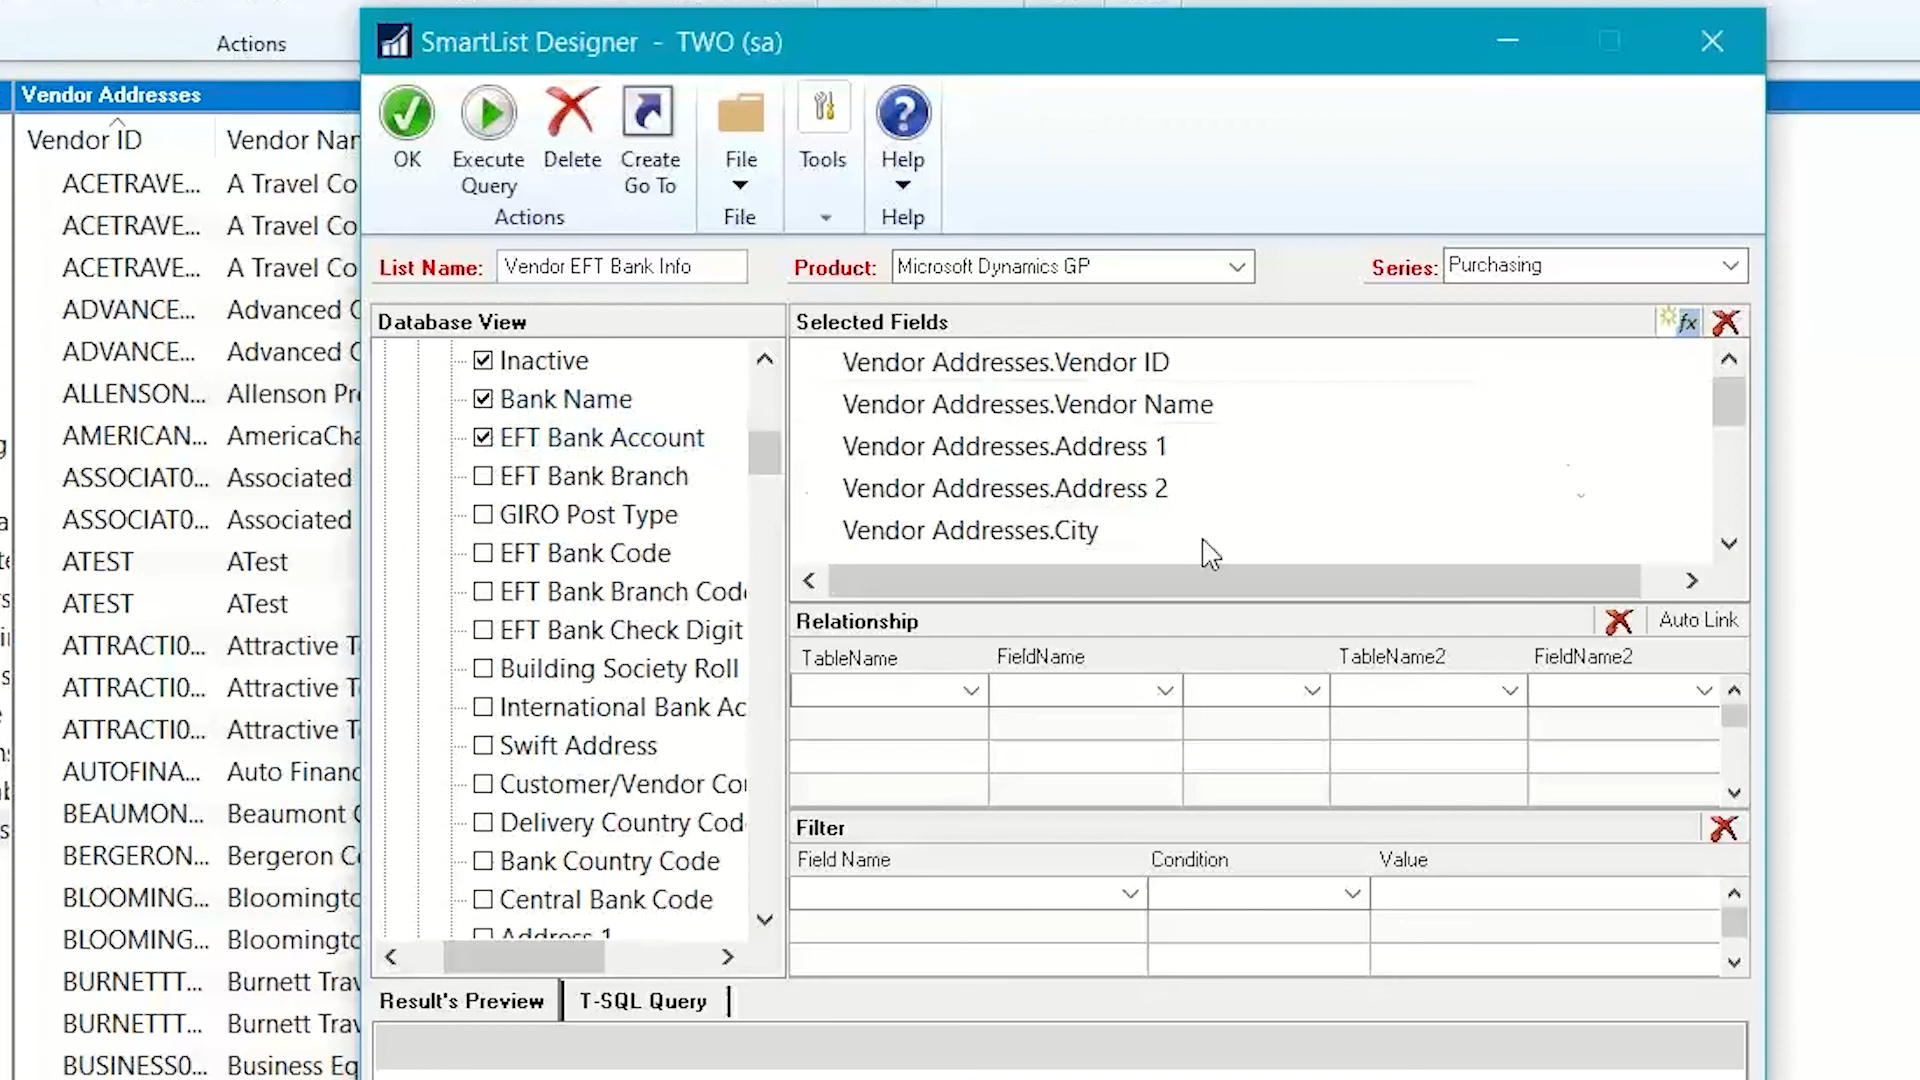 Actions
SmartList Designer - TWO (sa)
OK
Execute
Query
Delete
Create
Go To
Actions
File
File
Tools
Help
Help
List Name:
Vendor EFT Bank Info
Product:
Microsoft Dynamics GP
Series:
Purchasing
Vendor Addresses
Vendor ID
Vendor Nan
ACETRAVE...
A Travel Co
ACETRAVE...
A Travel Co
ACETRAVE...
A Travel Co
ADVANCE...
Advanced C
ADVANCE...
Advanced C
ALLENSON...
Allenson Pr
AMERICAN...
AmericaCha
ASSOCIAT0...
Associated
ASSOCIAT0...
Associated
ATEST
ATest
ATEST
ATest
ATTRACTI0...
Attractive T
ATTRACTI0...
Attractive T
ATTRACTI0...
Attractive T
AUTOFINA...
Auto Financ
BEAUMON...
Beaumont C
BERGERON...
Bergeron C
BLOOMING...
Bloomingto
BLOOMING...
Bloomingto
BURNETTT...
Burnett Tra
BURNETTT...
Burnett Tra
BUSINESS0...
Business Eq
Database View
Inactive
Bank Name
EFT Bank Account
EFT Bank Branch
GIRO Post Type
EFT Bank Code
EFT Bank Branch Code
EFT Bank Check Digit
Building Society Roll
International Bank Ac
Swift Address
Customer/Vendor Co
Delivery Country Cod
Bank Country Code
Central Bank Code
Address 1
Selected Fields
fx
Vendor Addresses.Vendor ID
Vendor Addresses.Vendor Name
Vendor Addresses.Address 1
Vendor Addresses.Address 2
Vendor Addresses.City
Relationship
Auto Link
TableName
FieldName
TableName2
FieldName2
Filter
Field Name
Condition
Value
Result's Preview
T-SQL Query